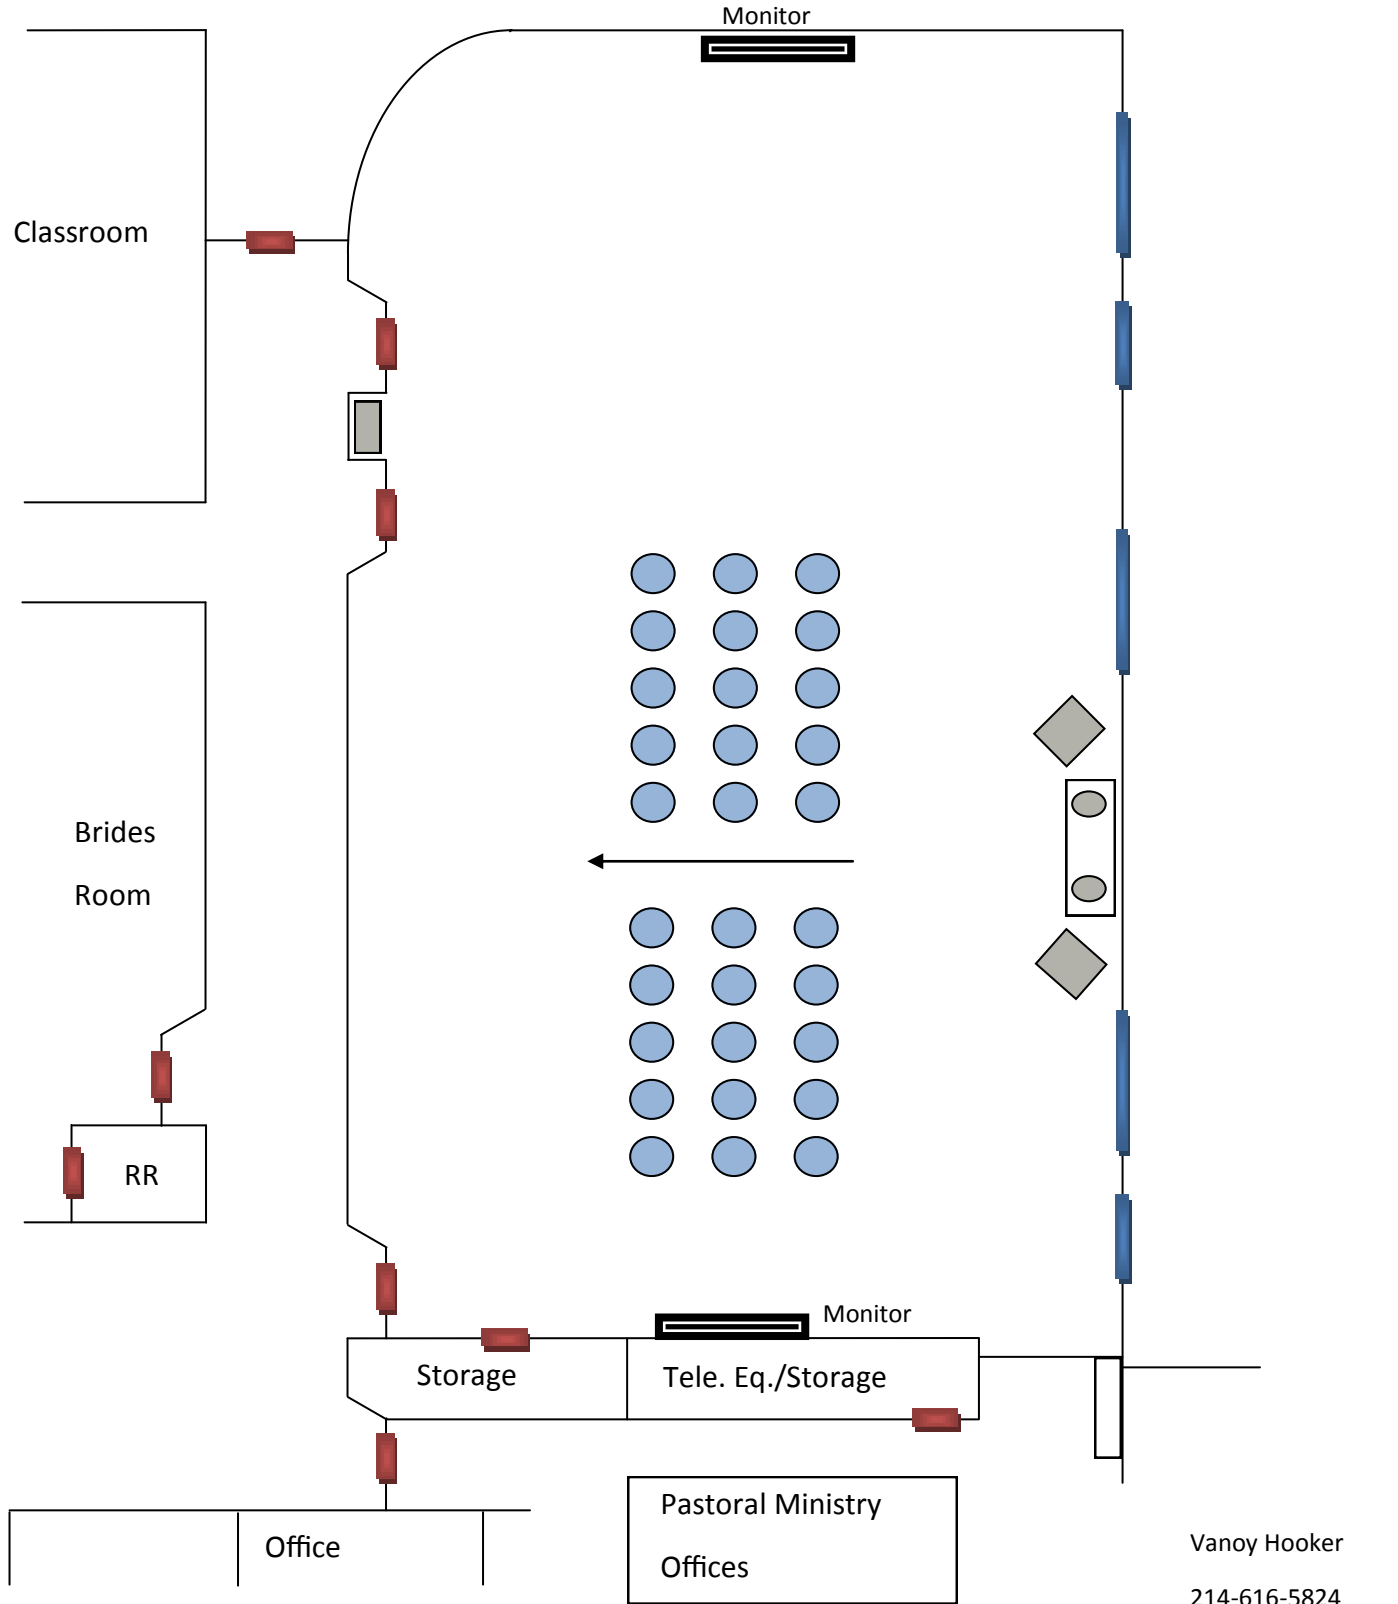 Monitor
Classroom
Brides
Room
RR
Monitor
Storage
Tele. Eq./Storage
Pastoral Ministry
Offices
Office
Vanoy Hooker
214-616-5824